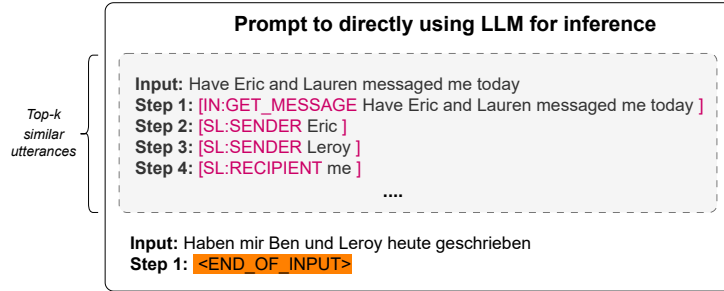 Prompt to directly using LLM for inference
Top-k
similar
utterances
Input: Have Eric and Lauren messaged me today
Step 1: [IN:GET_MESSAGE Have Eric and Lauren messaged me today ]
Step 2: [SL:SENDER Eric ]
Step 3: [SL:SENDER Leroy ]
Step 4: [SL:RECIPIENT me ]
....
Input: Haben mir Ben und Leroy heute geschrieben
Step 1: <END_OF_INPUT>